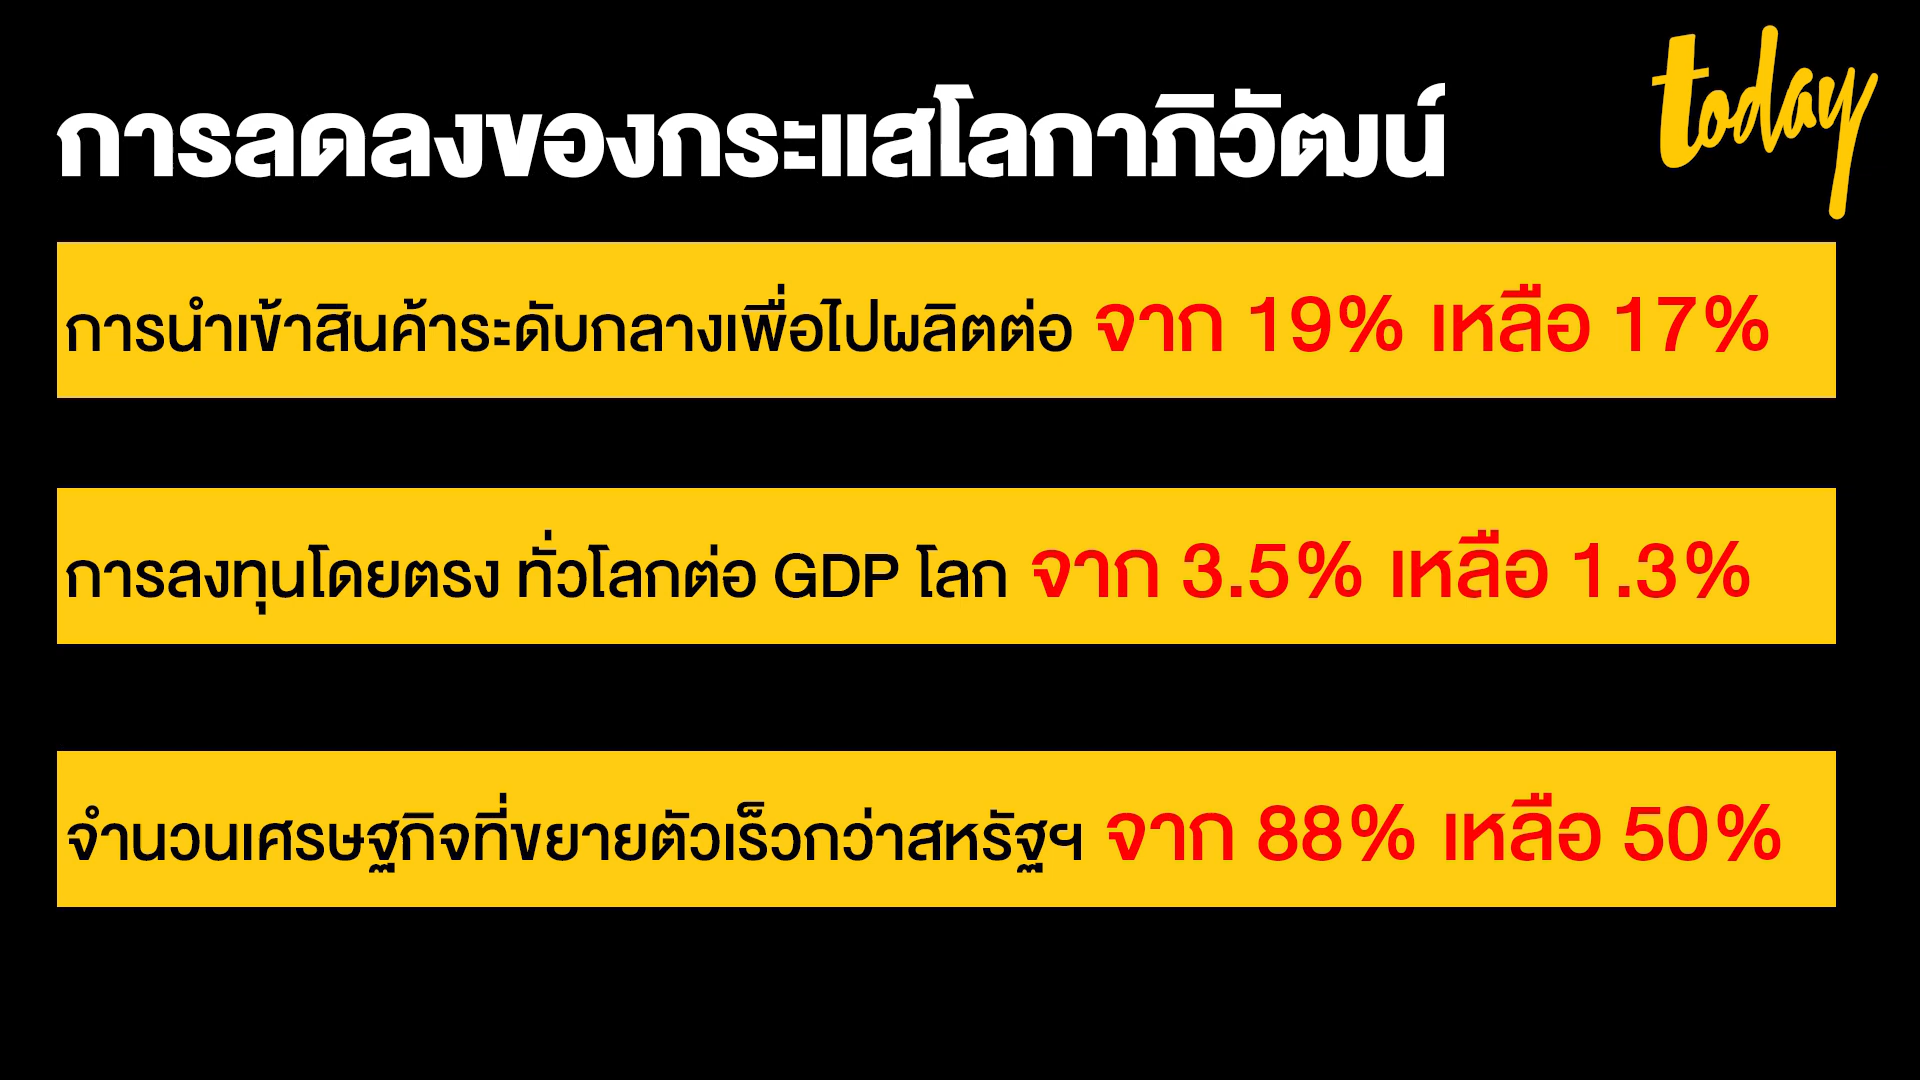 today
การลดลงของกระแสโลกาภิวัฒน์
การนำเข้าสินค้าระดับกลางเพื่อไปผลิตต่อ จาก 19% เหลือ 17%
การลงทุนโดยตรง ทั่วโลกต่อ GDP โลก จาก 3.5% เหลือ 1.3%
จำนวนเศรษฐกิจที่ขยายตัวเร็วกว่าสหรัฐฯ จาก 88% เหลือ 50%